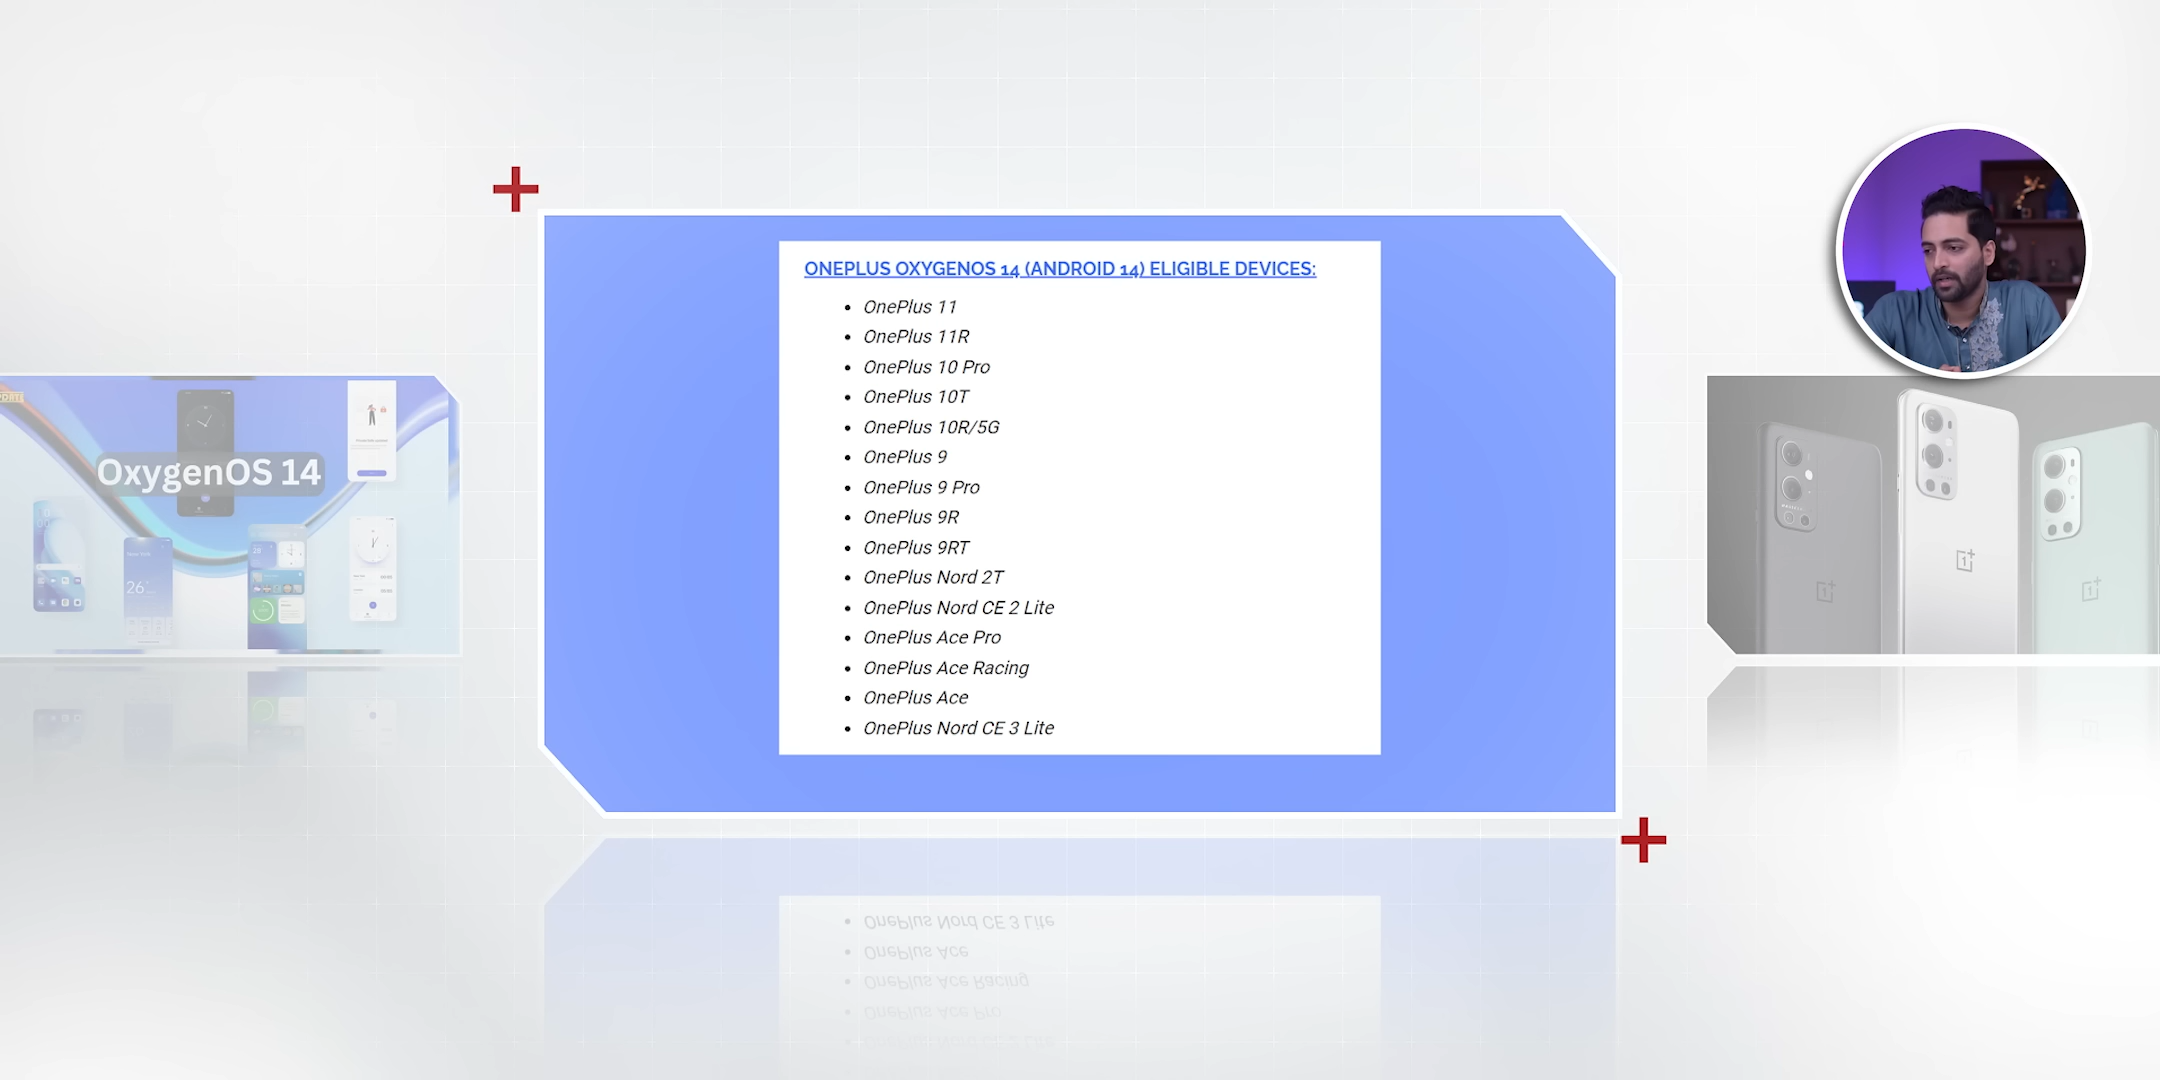 ONEPLUS OXYGENOS 14 (ANDROID 14) ELIGIBLE DEVICES:
OnePlus 11
OnePlus 11R
OnePlus 10 Pro
OnePlus 10T
OnePlus 10R/5G
OnePlus 9
OnePlus 9 Pro
OnePlus 9R
OnePlus 9RT
OnePlus Nord 2T
OnePlus Nord CE 2 Lite
OnePlus Ace Pro
OnePlus Ace Racing
OnePlus Ace
OnePlus Nord CE 3 Lite
OxygenOS 14
26